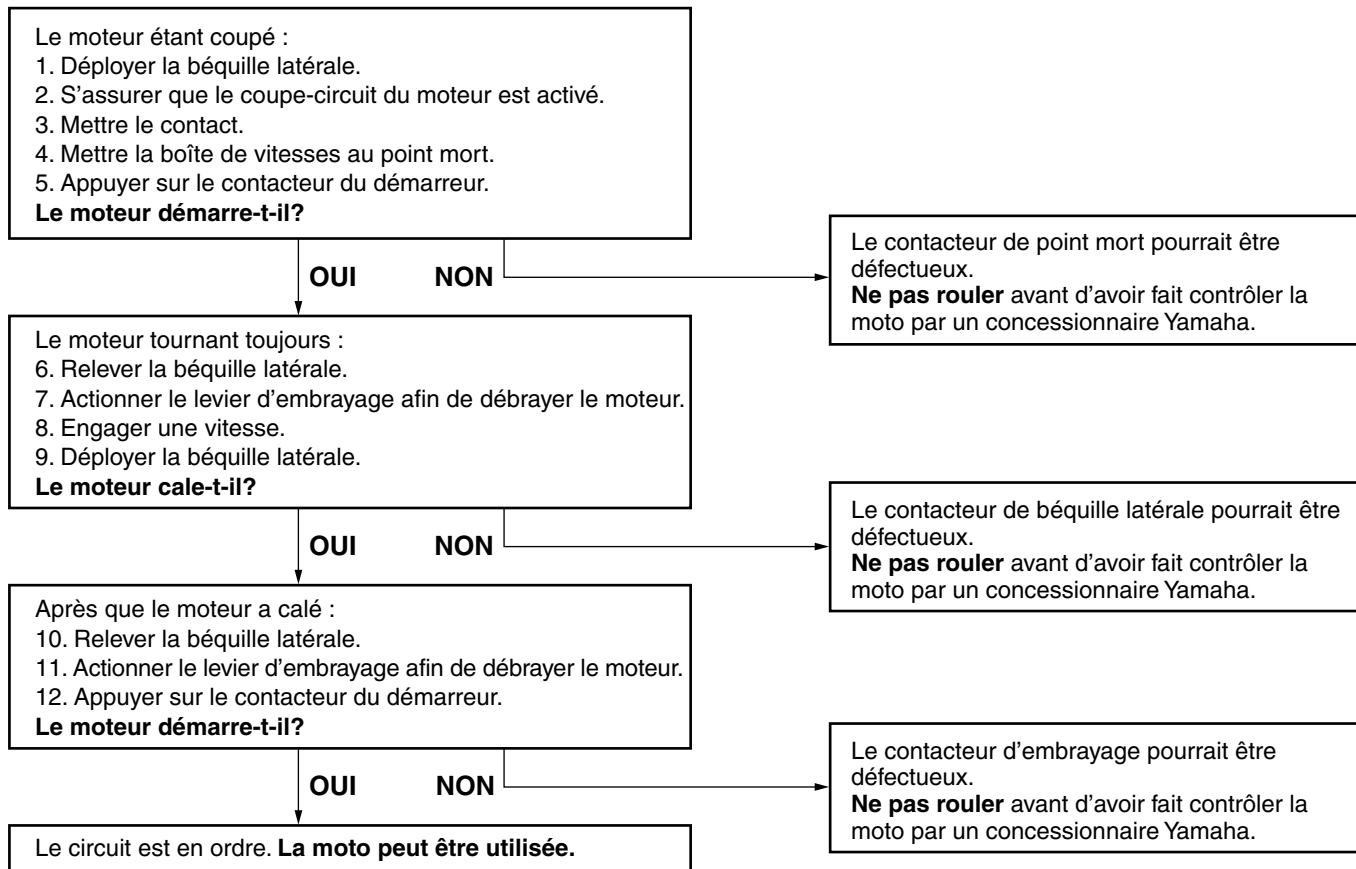 Le moteur étant coupé :
1. Déployer la béquille latérale.
2. S'assurer que le coupe-circuit du moteur est activé.
3. Mettre le contact.
4. Mettre la boîte de vitesses au point mort.
5. Appuyer sur le contacteur du démarreur.
Le moteur démarre-t-il?
OUI NON
Le contacteur de point mort pourrait être
défectueux.
Ne pas rouler avant d'avoir fait contrôler la
moto par un concessionnaire Yamaha.
Le moteur tournant toujours :
6. Relever la béquille latérale.
7. Actionner le levier d'embrayage afin de débrayer le moteur.
8. Engager une vitesse.
9. Déployer la béquille latérale.
Le moteur cale-t-il?
OUI NON
Le contacteur de béquille latérale pourrait être
défectueux.
Ne pas rouler avant d'avoir fait contrôler la
moto par un concessionnaire Yamaha.
Après que le moteur a calé :
10. Relever la béquille latérale.
11. Actionner le levier d'embrayage afin de débrayer le moteur.
12. Appuyer sur le contacteur du démarreur.
Le moteur démarre-t-il?
OUI NON
Le contacteur d'embrayage pourrait être
défectueux.
Ne pas rouler avant d'avoir fait contrôler la
moto par un concessionnaire Yamaha.
Le circuit est en ordre. La moto peut être utilisée.